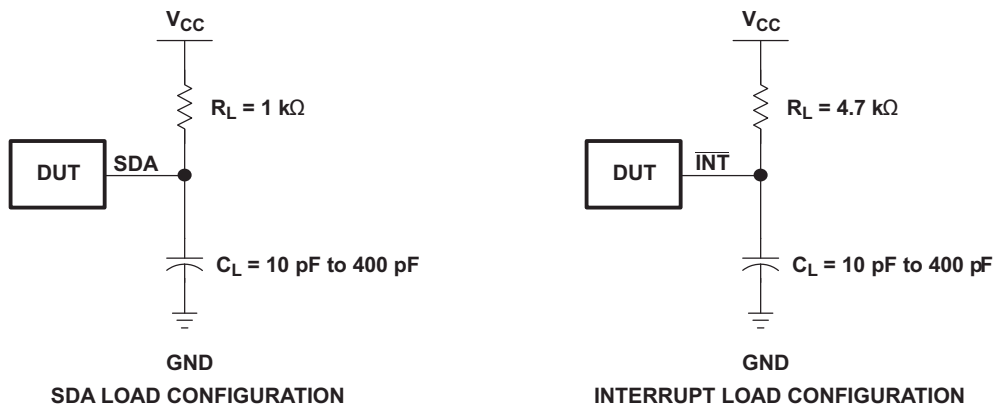 V_CC
R_L = 1 kΩ
DUT
SDA
C_L = 10 pF to 400 pF
GND
SDA LOAD CONFIGURATION
V_CC
R_L = 4.7 kΩ
DUT
I̅N̅T̅
C_L = 10 pF to 400 pF
GND
INTERRUPT LOAD CONFIGURATION